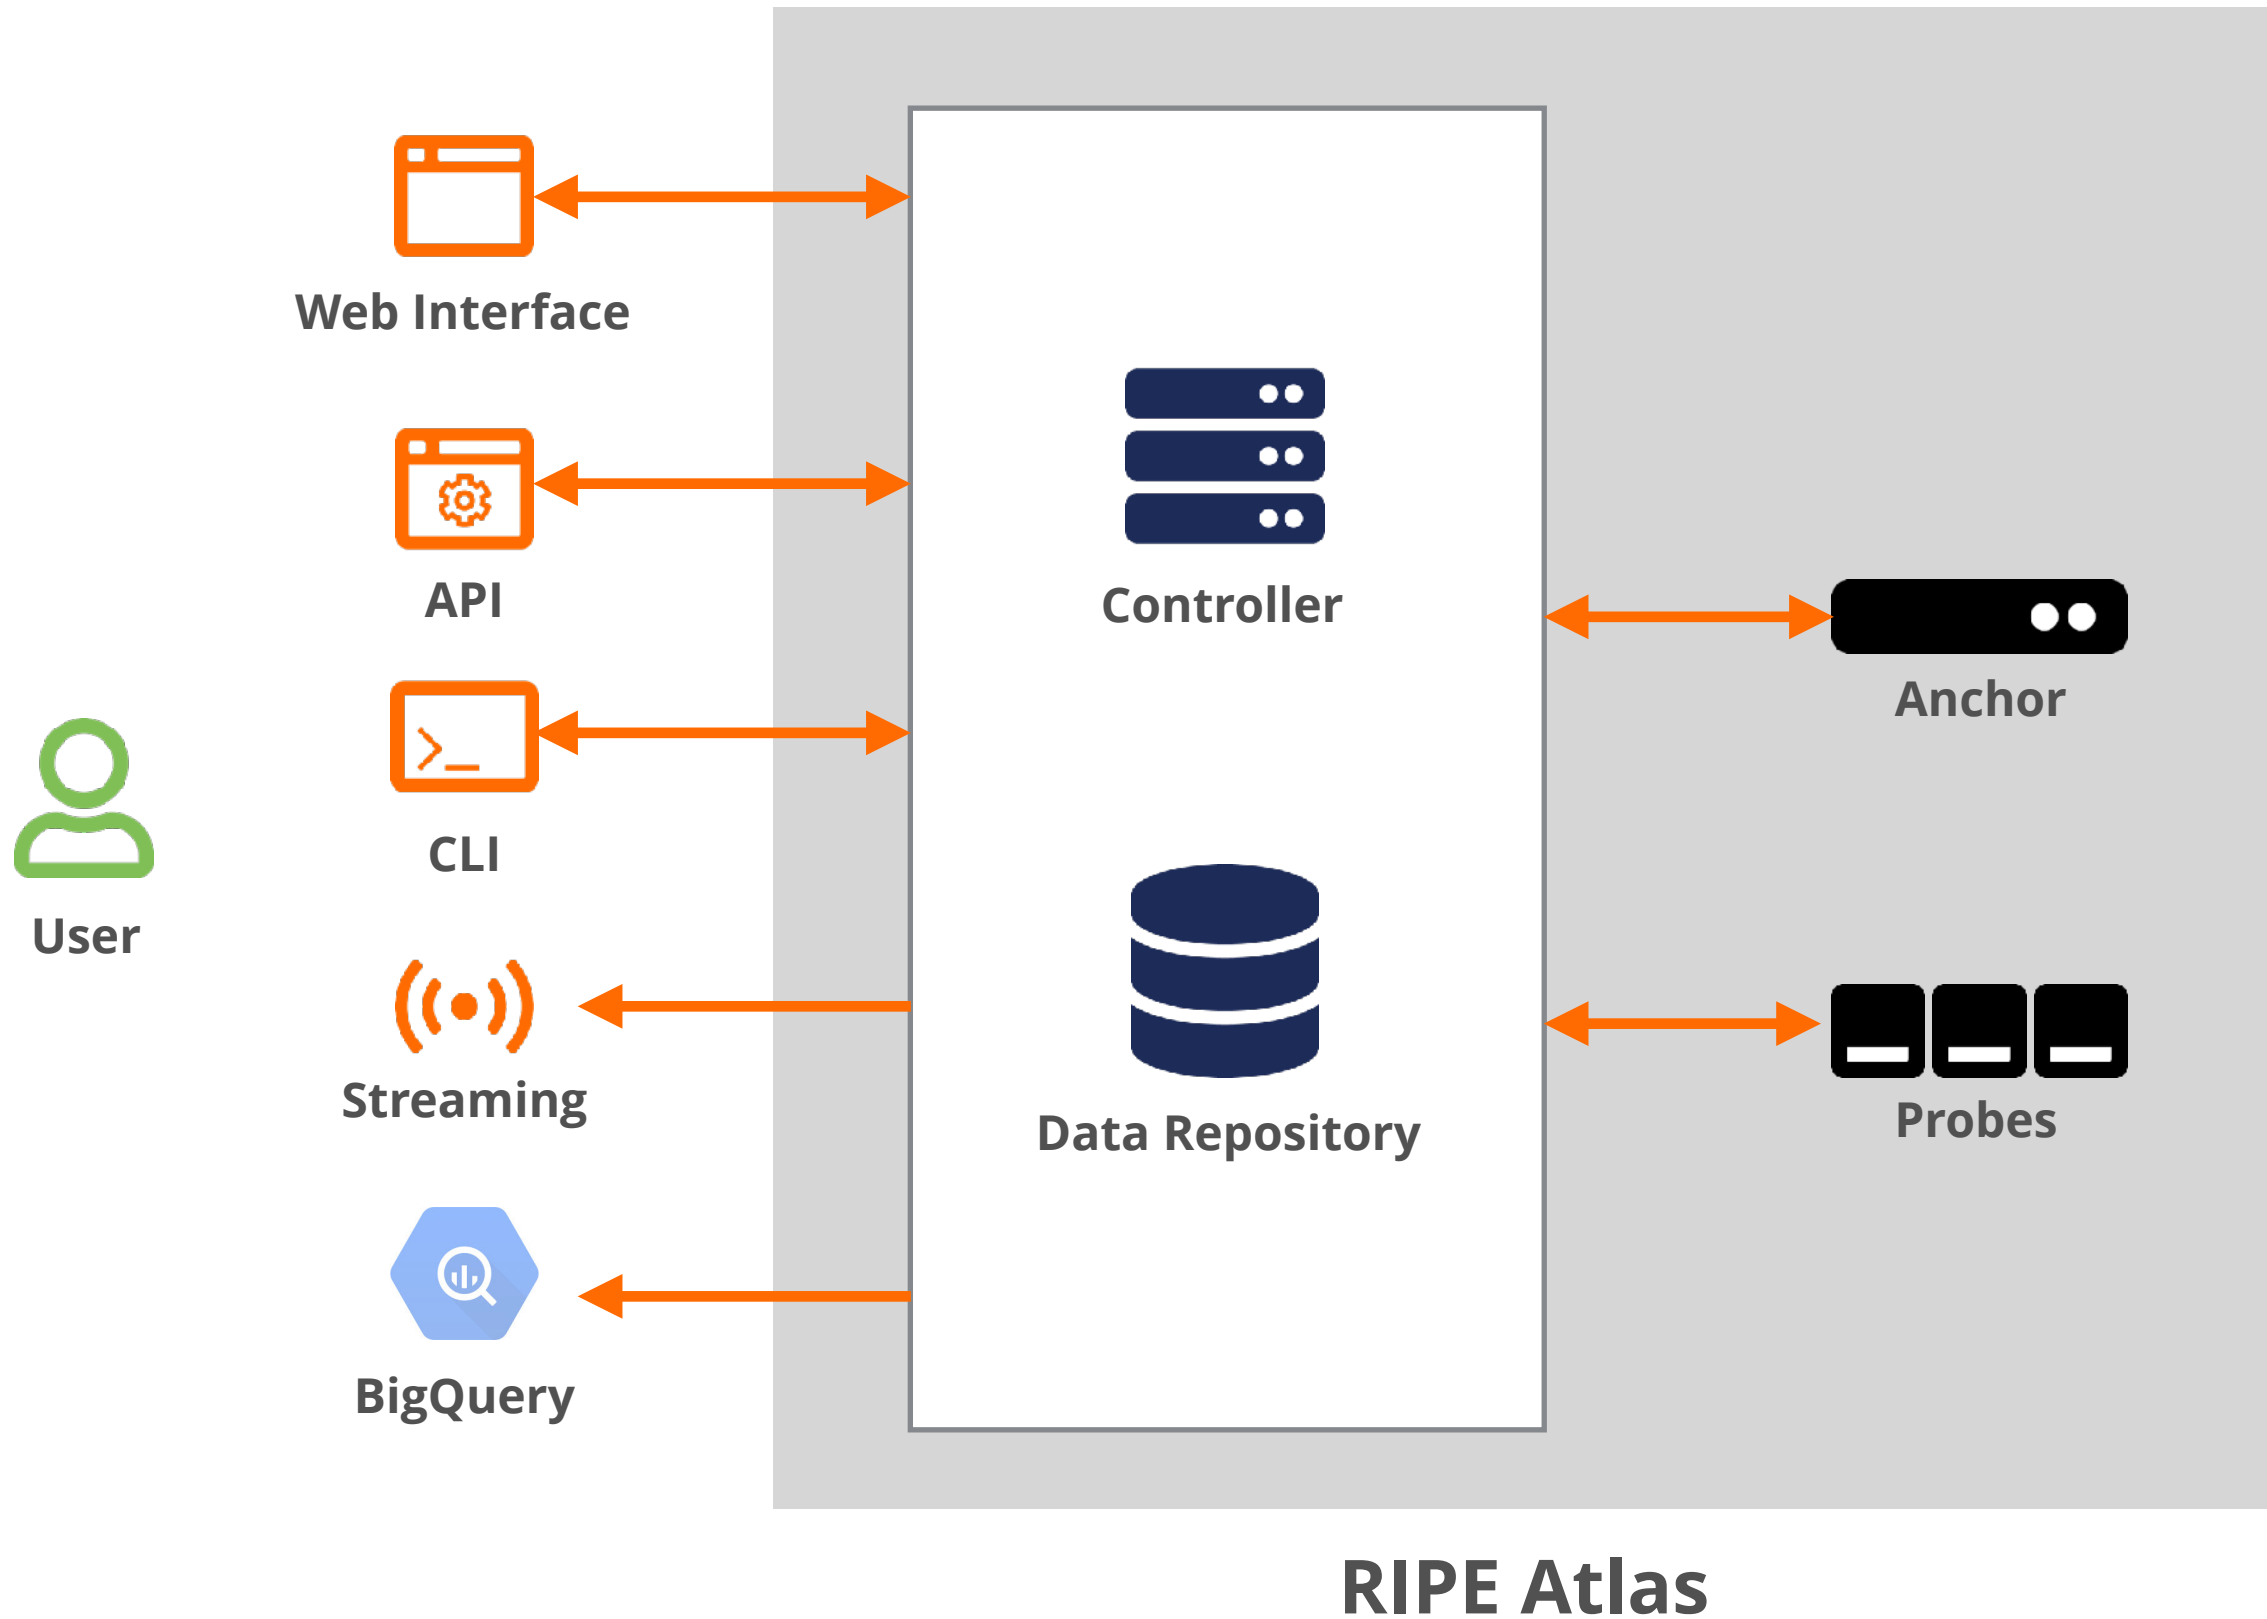 Web Interface
API
CLI
User
Streaming
BigQuery
Controller
Data Repository
Anchor
Probes
RIPE Atlas